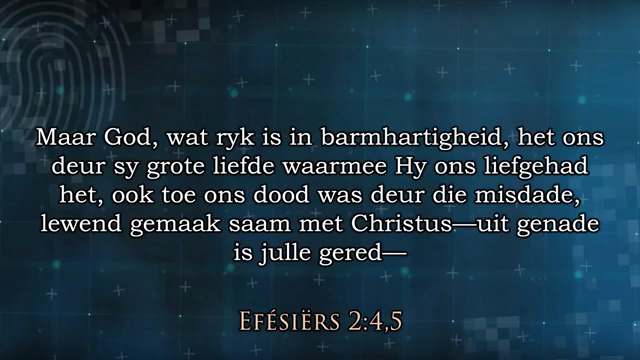 Maar God, wat ryk is in barmhartigheid, het ons
deur sy grote liefde waarmee Hy ons liefgehad
het, ook toe ons dood was deur die misdade,
lewend gemaak saam met Christus—uit genade
is julle gered—
Efésiërs 2:4,5